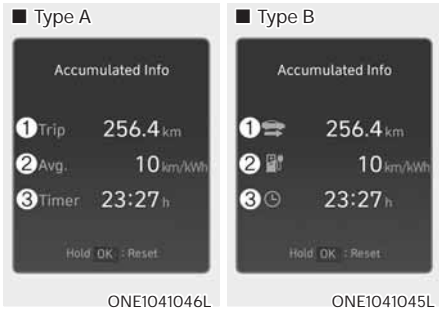 ■ Type A
Accumulated Info
① Trip 256.4 km
② Avg. 10 km/kWh
③ Timer 23:27 h
Hold OK : Reset
ONE1041046L
■ Type B
Accumulated Info
① 256.4 km
② 10 km/kWh
③ 23:27 h
Hold OK : Reset
ONE1041045L